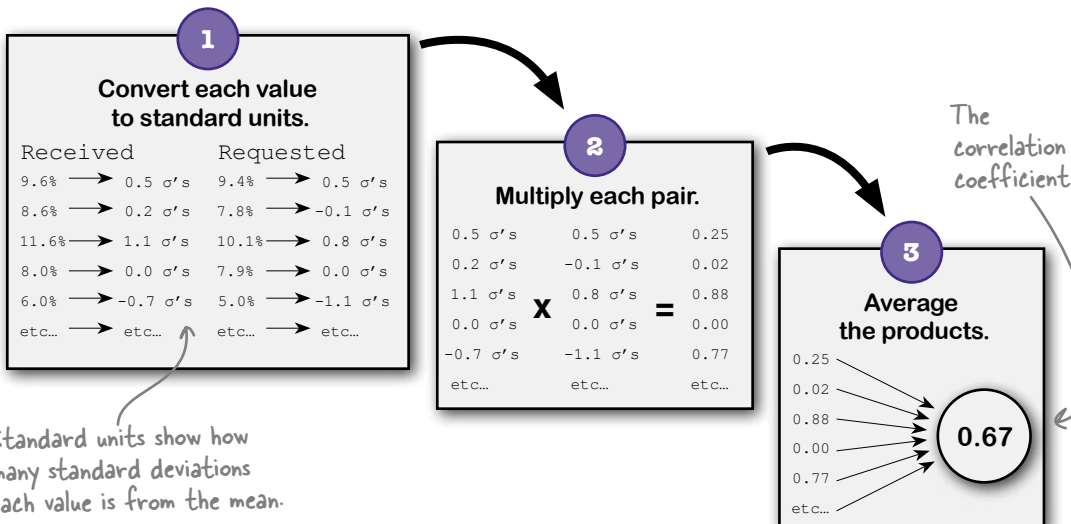 1
Convert each value
to standard units.
Received Requested
9.6% 0.5 σ's 9.4% 0.5 σ's
8.6% 0.2 σ's 7.8% -0.1 σ's
11.6% 1.1 σ's 10.1% 0.8 σ's
8.0% 0.0 σ's 7.9% 0.0 σ's
6.0% -0.7 σ's 5.0% -1.1 σ's
etc… etc… etc… etc…
tandard units show how
many standard deviations
ach value is from the mean.
2
Multiply each pair.
0.5 σ's 0.5 σ's 0.25
0.2 σ's -0.1 σ's 0.02
1.1 σ's 0.8 σ's 0.88
0.0 σ's x 0.0 σ's = 0.00
-0.7 σ's -1.1 σ's 0.77
etc… etc… etc…
The
correlation
coefficient
3
Average
the products.
0.25
0.02
0.88
0.00
0.77
etc…
0.67